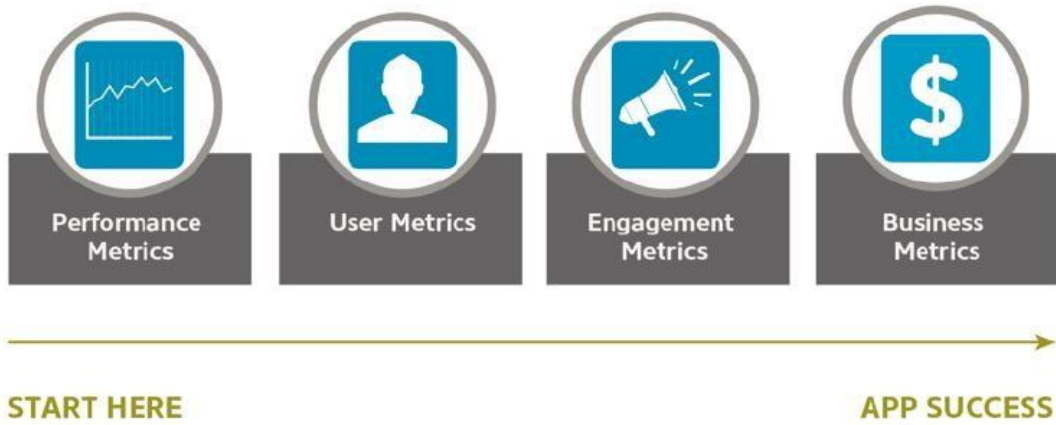 Performance
Metrics
User Metrics
Engagement
Metrics
Business
Metrics
START HERE
APP SUCCESS